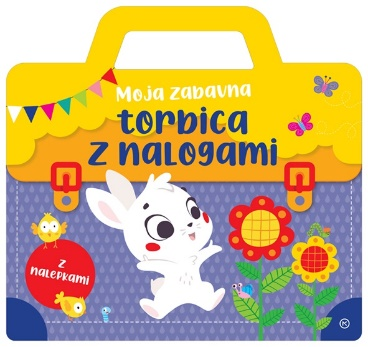 Moja zabavna
torbica
z nalogami
z
nalepkami